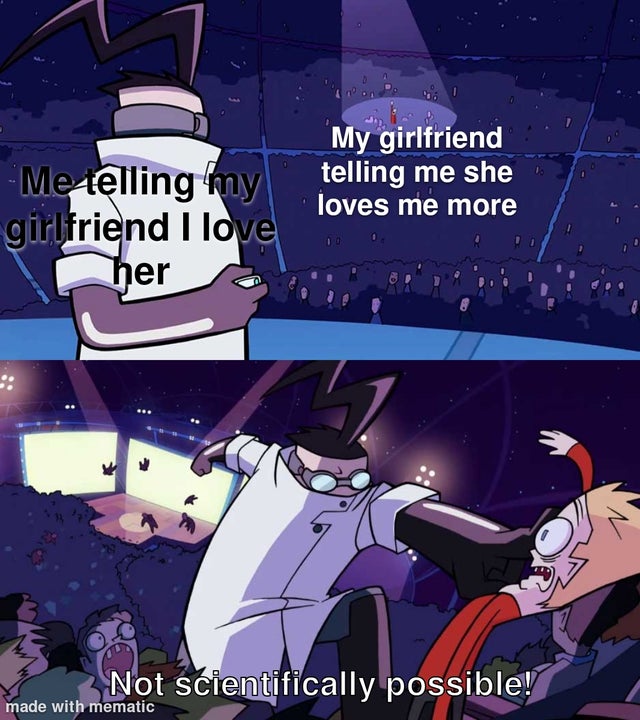 Me telling my
girlfriend I love
her
My girlfriend
telling me she
loves me more
Not scientifically possible!
made with mematic